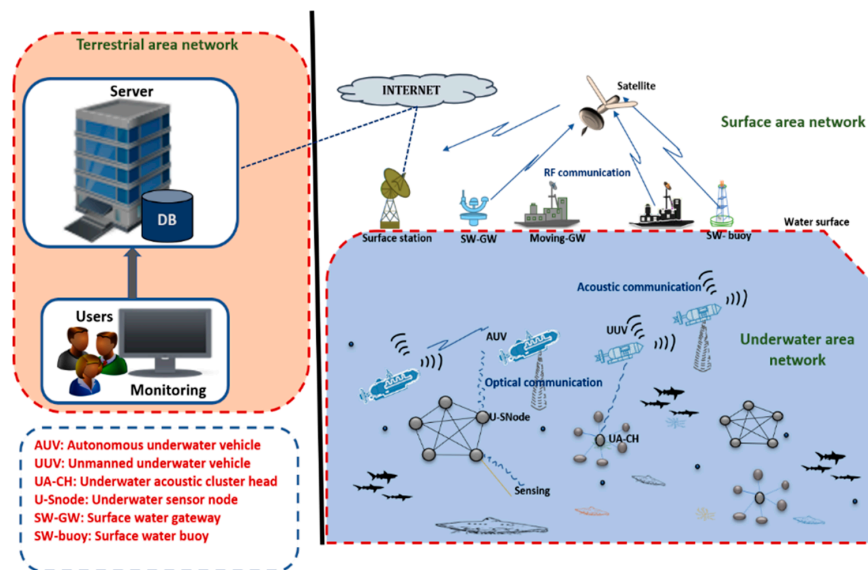 Terrestrial area network
Server
DB
Users
Monitoring
AUV: Autonomous underwater vehicle
UUV: Unmanned underwater vehicle
UA-CH: Underwater acoustic cluster head
U-Snode: Underwater sensor node
SW-GW: Surface water gateway
SW-buoy: Surface water buoy
INTERNET
Satellite
Surface area network
RF communication
Surface station
SW-GW
Moving-GW
SW- buoy
Water surface
Acoustic communication
AUV
UUV
Underwater area
network
Optical communication
U-SNode
UA-CH
Sensing